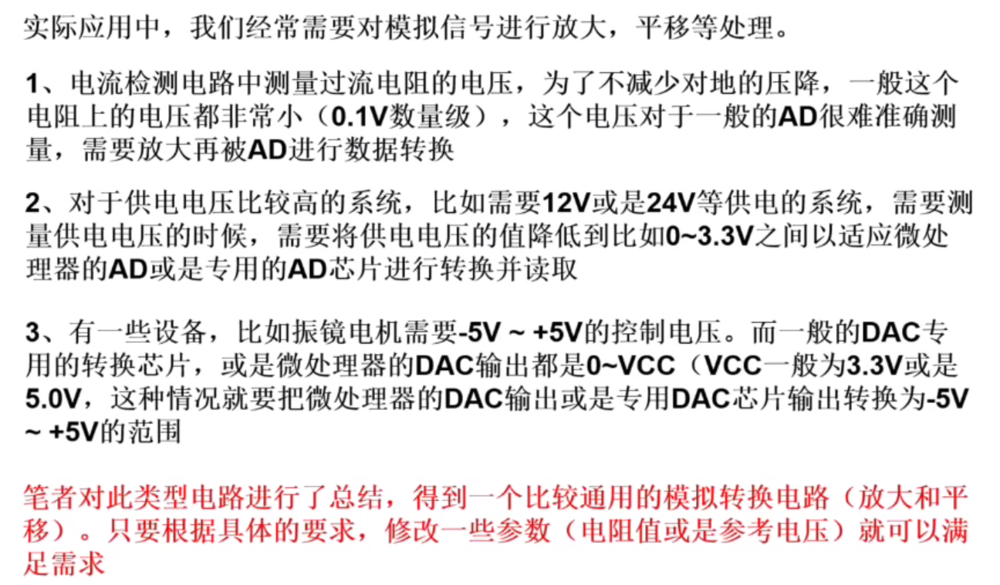 实际应用中，我们经常需要对模拟信号进行放大，平移等处理。
1、电流检测电路中测量过流电阻的电压，为了不减少对地的压降，一般这个
电阻上的电压都非常小（0.1V数量级），这个电压对于一般的AD很难准确测
量，需要放大再被AD进行数据转换
2、对于供电电压比较高的系统，比如需要12V或是24V等供电的系统，需要测
量供电电压的时候，需要将供电电压的值降低到比如0~3.3V之间以适应微处
理器的AD或是专用的AD芯片进行转换并读取
3、有一些设备，比如振镜电机需要-5V ~ +5V的控制电压。而一般的DAC专
用的转换芯片，或是微处理器的DAC输出都是0~VCC（VCC一般为3.3V或是
5.0V，这种情况就要把微处理器的DAC输出或是专用DAC芯片输出转换为-5V
~ +5V的范围
笔者对此类型电路进行了总结，得到一个比较通用的模拟转换电路（放大和平
移）。只要根据具体的要求，修改一些参数（电阻值或是参考电压）就可以满
足需求